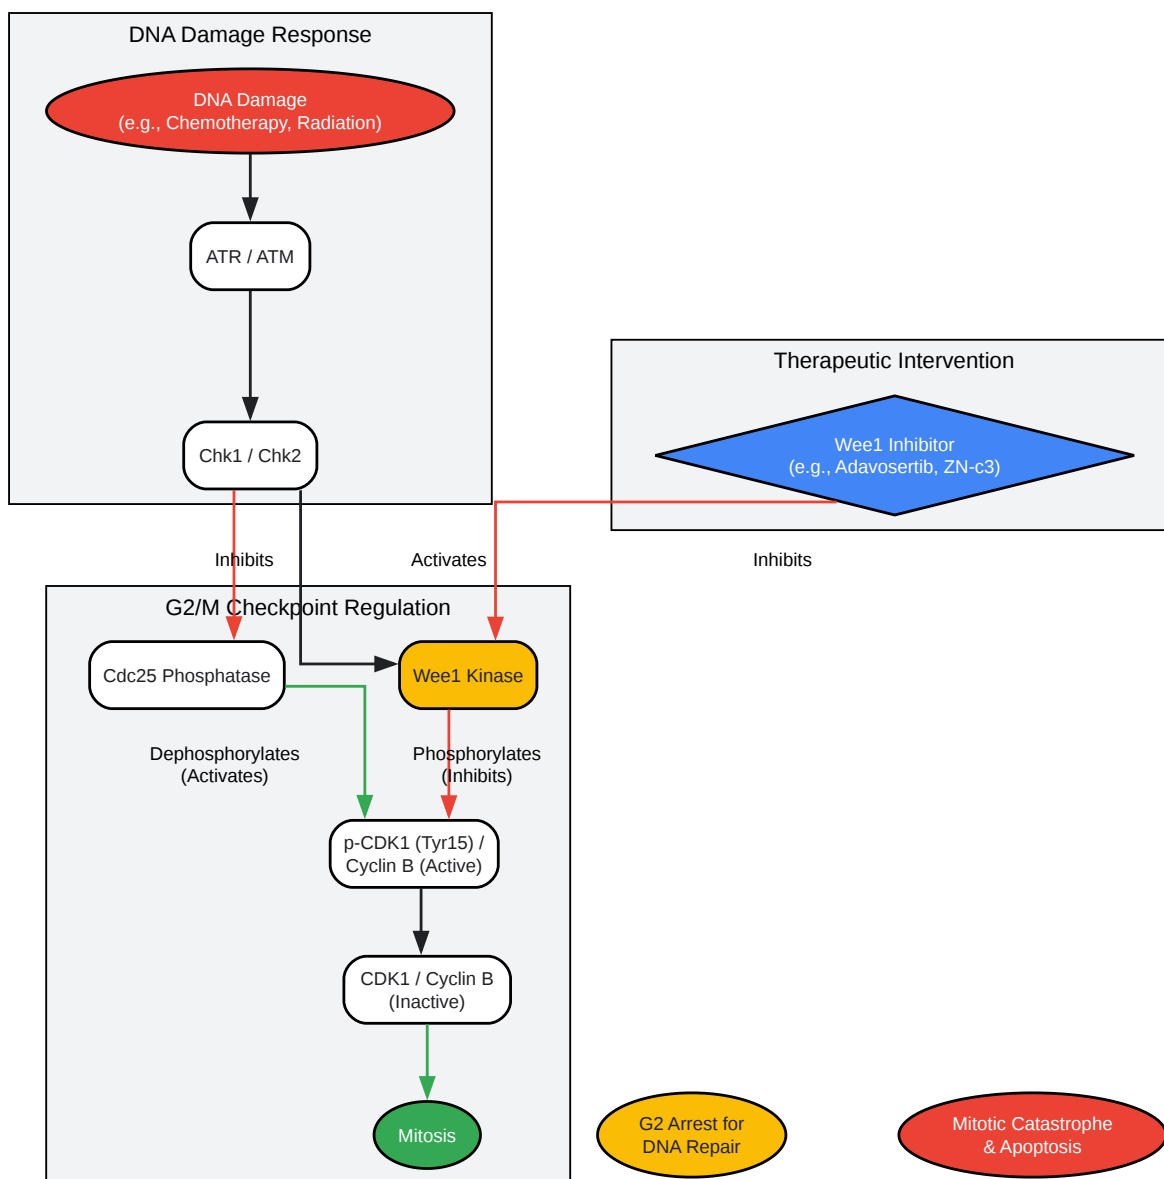 DNA Damage Response
DNA Damage
(e.g., Chemotherapy, Radiation)
ATR / ATM
Chk1 / Chk2
Therapeutic Intervention
Wee1 Inhibitor
(e.g., Adavosertib, ZN-c3)
Inhibits
Activates
Inhibits
G2/M Checkpoint Regulation
Cdc25 Phosphatase
Wee1 Kinase
Dephosphorylates
(Activates)
Phosphorylates
(Inhibits)
p-CDK1 (Tyr15) /
Cyclin B (Active)
CDK1 / Cyclin B
(Inactive)
Mitosis
G2 Arrest for
DNA Repair
Mitotic Catastrophe
& Apoptosis